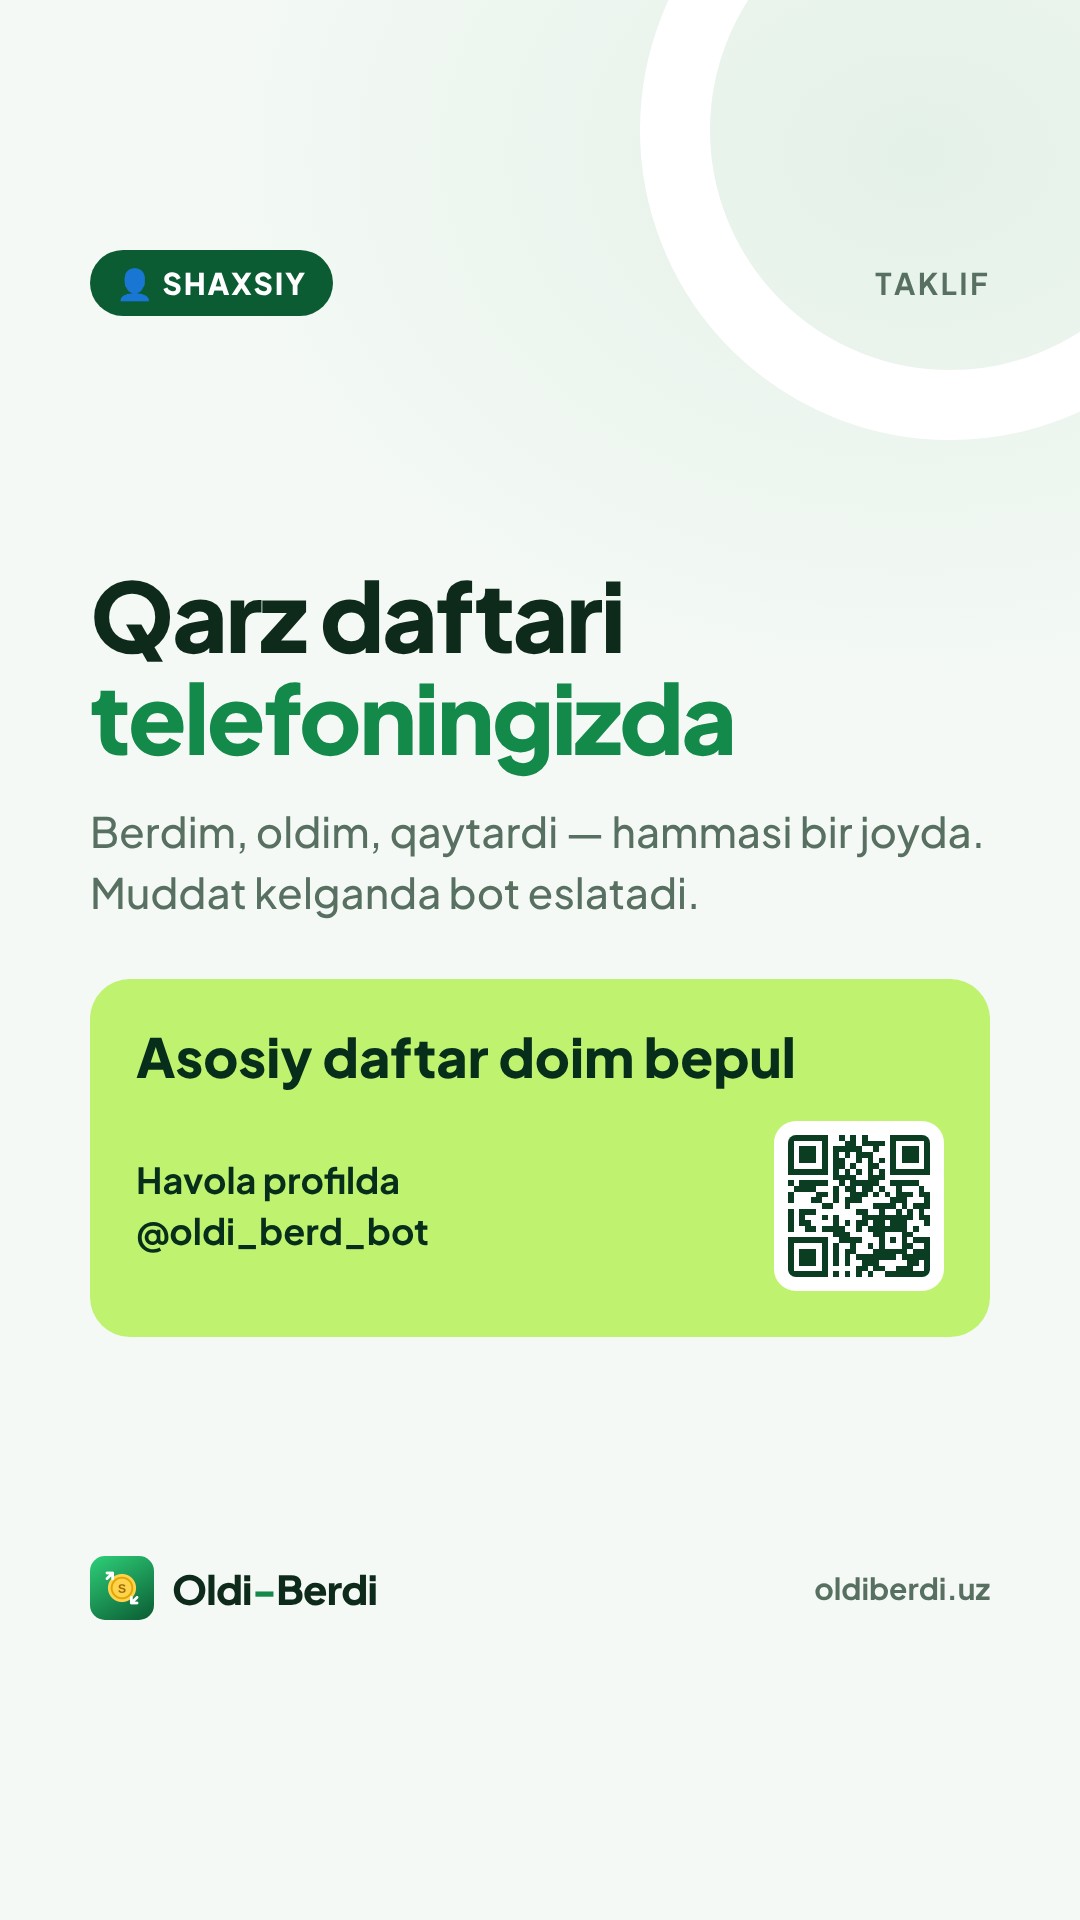 👤 SHAXSIY
TAKLIF
Qarz daftari
telefoningizda
Berdim, oldim, qaytardi — hammasi bir joyda.
Muddat kelganda bot eslatadi.
Asosiy daftar doim bepul
Havola profilda
@oldi_berd_bot
S
Oldi-Berdi
oldiberdi.uz